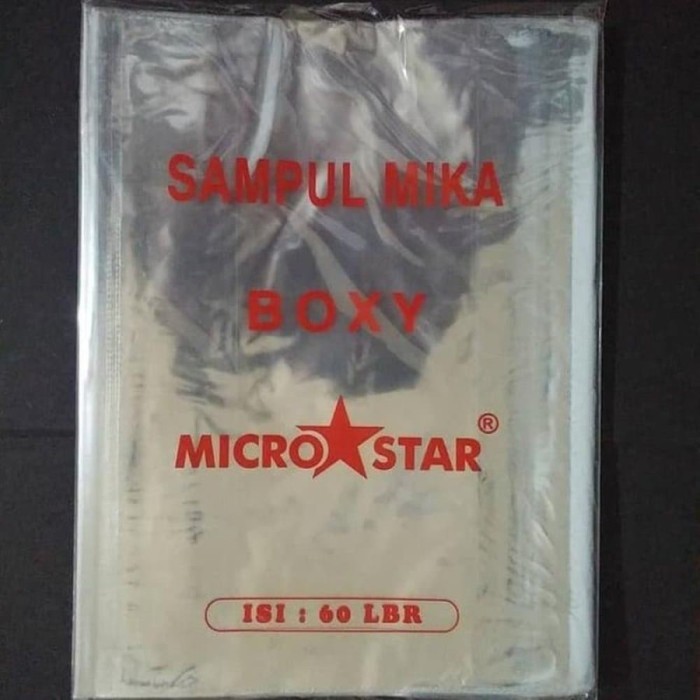 SAMPUL MIKA
BOXY
MICRO STAR ®
ISI : 60 LBR